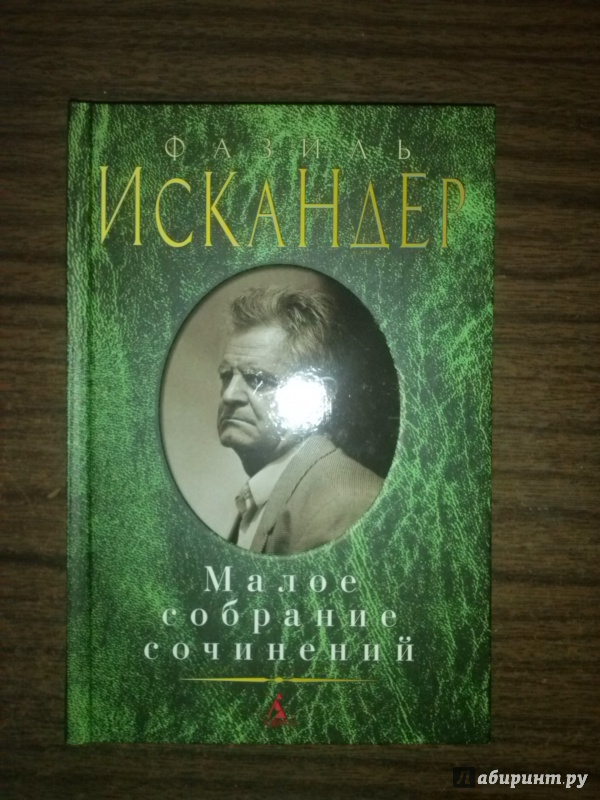 ФАЗИЛЬ
ИСКАНДЕР
Малое
собрание
сочинений
Лабиринт.ру